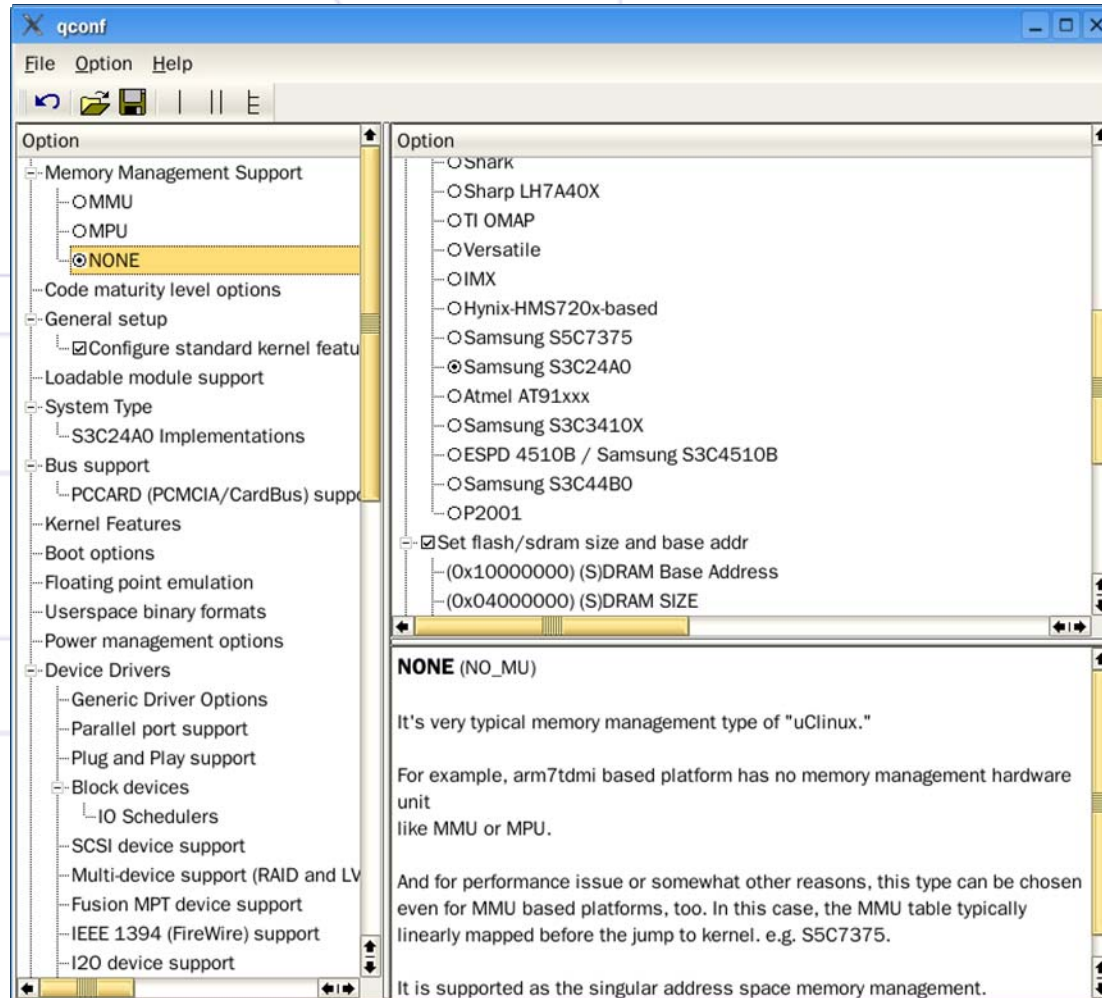 qconf
File Option Help
Option
Memory Management Support
MMU
MPU
NONE
Code maturity level options
General setup
Configure standard kernel featu
Loadable module support
System Type
S3C24A0 Implementations
Bus support
PCCARD (PCMCIA/CardBus) suppo
Kernel Features
Boot options
Floating point emulation
Userspace binary formats
Power management options
Device Drivers
Generic Driver Options
Parallel port support
Plug and Play support
Block devices
IO Schedulers
SCSI device support
Multi-device support (RAID and LV
Fusion MPT device support
IEEE 1394 (FireWire) support
I2O device support
Option
Shark
Sharp LH7A40X
TI OMAP
Versatile
IMX
Hynix-HMS720x-based
Samsung S5C7375
Samsung S3C24A0
Atmel AT91xxx
Samsung S3C3410X
ESPD 4510B / Samsung S3C4510B
Samsung S3C44B0
P2001
Set flash/sdram size and base addr
(0x10000000) (S)DRAM Base Address
(0x04000000) (S)DRAM SIZE
NONE (NO_MU)
It's very typical memory management type of "uClinux."
For example, arm7tdmi based platform has no memory management hardware
unit
like MMU or MPU.
And for performance issue or somewhat other reasons, this type can be chosen
even for MMU based platforms, too. In this case, the MMU table typically
linearly mapped before the jump to kernel. e.g. S5C7375.
It is supported as the singular address space memory management.